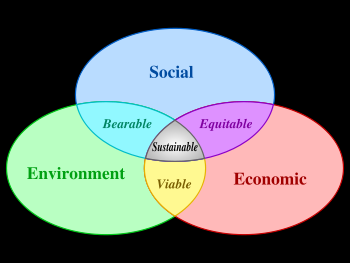 Social
Bearable
Equitable
Sustainable
Environment
Viable
Economic